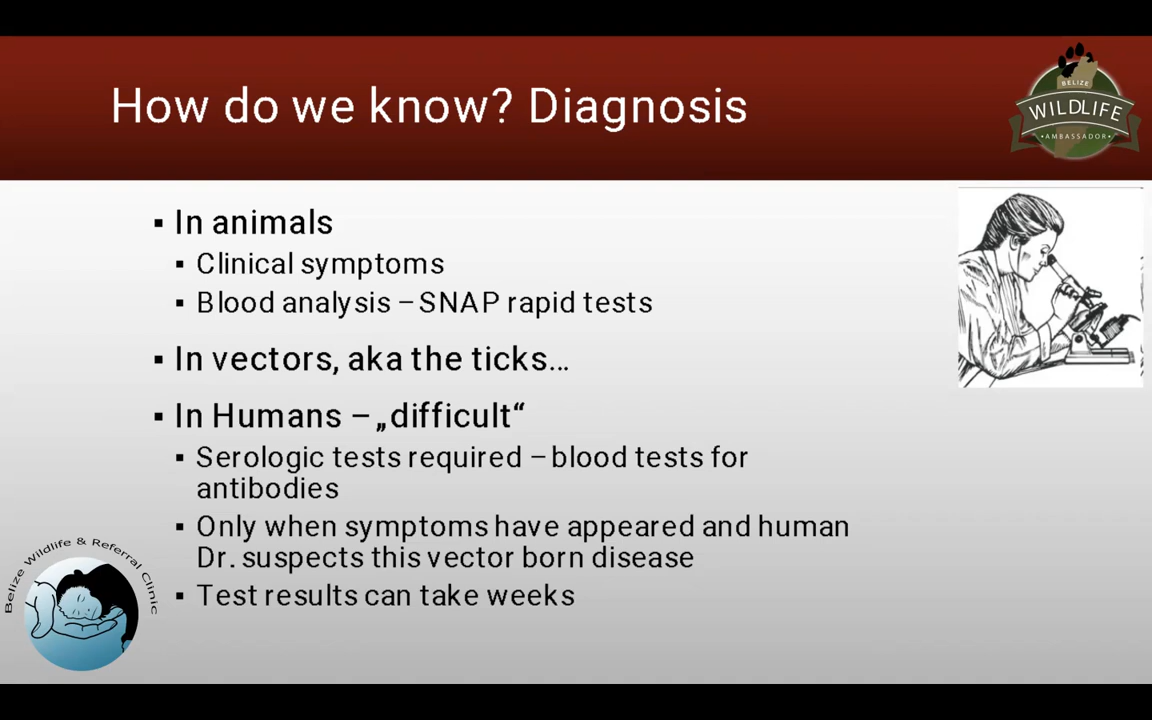 How do we know? Diagnosis
BELIZE
WILDLIFE
•AMBASSADOR•
▪ In animals
▪ Clinical symptoms
▪ Blood analysis – SNAP rapid tests
▪ In vectors, aka the ticks…
▪ In Humans – „difficult“
▪ Serologic tests required – blood tests for
antibodies
▪ Only when symptoms have appeared and human
Dr. suspects this vector born disease
▪ Test results can take weeks
Belize Wildlife & Referral Clinic